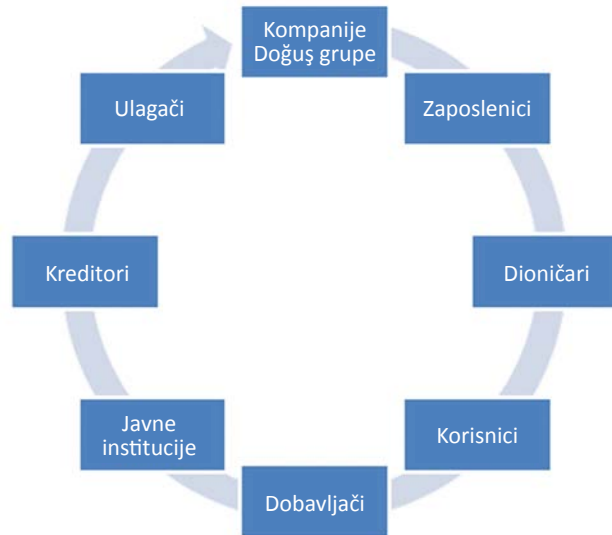 Kompanije
Doğuş grupe
Zaposlenici
Dioničari
Korisnici
Dobavljači
Javne
institucije
Kreditori
Ulagači